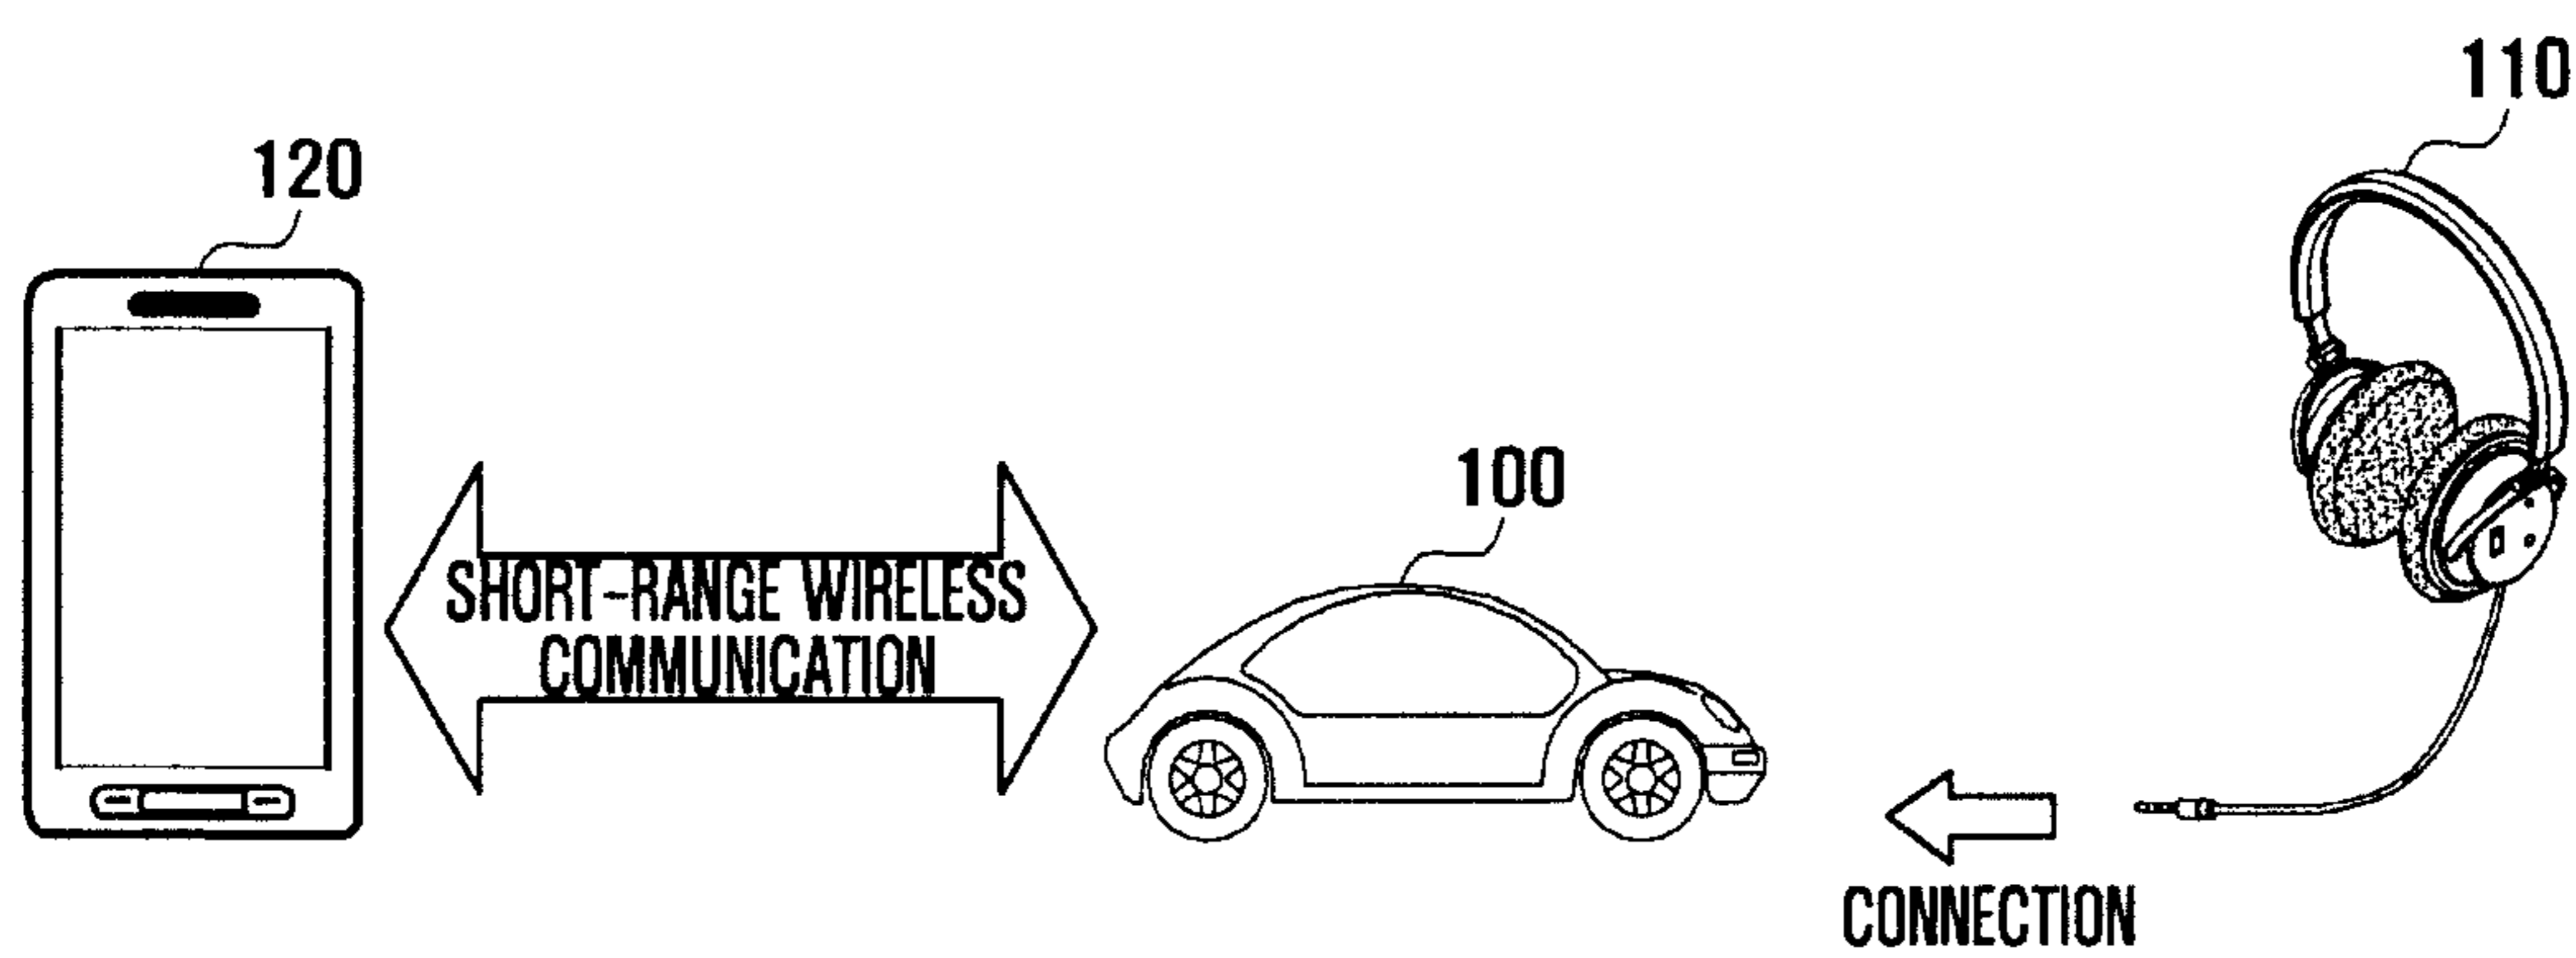 110
120
100
SHORT-RANGE WIRELESS
COMMUNICATION
CONNECTION